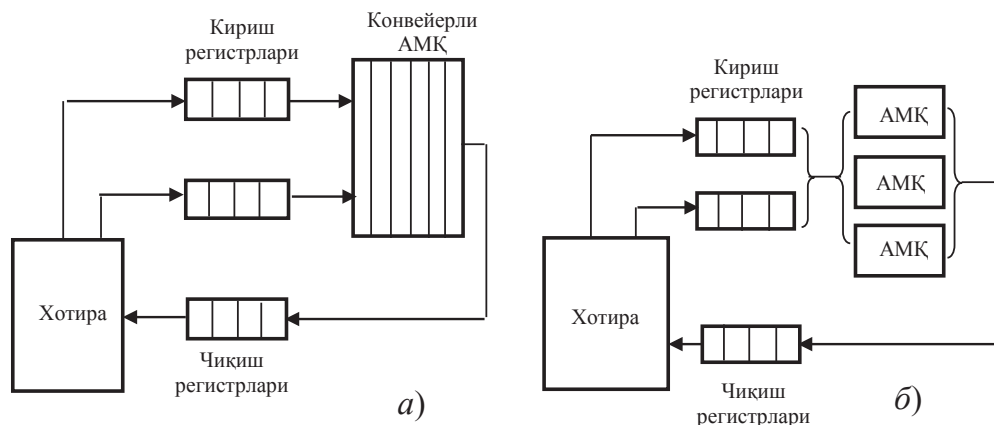 Кириш
регистрлари
Конвейерли
АМҚ
Хотира
Чиқиш
регистрлари
а)
Кириш
регистрлари
АМҚ
АМҚ
АМҚ
Хотира
Чиқиш
регистрлари
б)